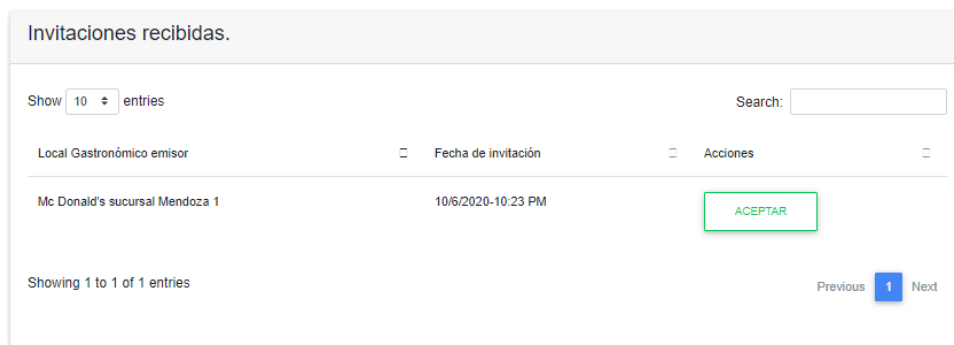 Invitaciones recibidas.
Show 10 entries Search:
Local Gastronómico emisor Fecha de invitación Acciones
Mc Donald's sucursal Mendoza 1 10/6/2020-10:23 PM ACEPTAR
Showing 1 to 1 of 1 entries Previous 1 Next